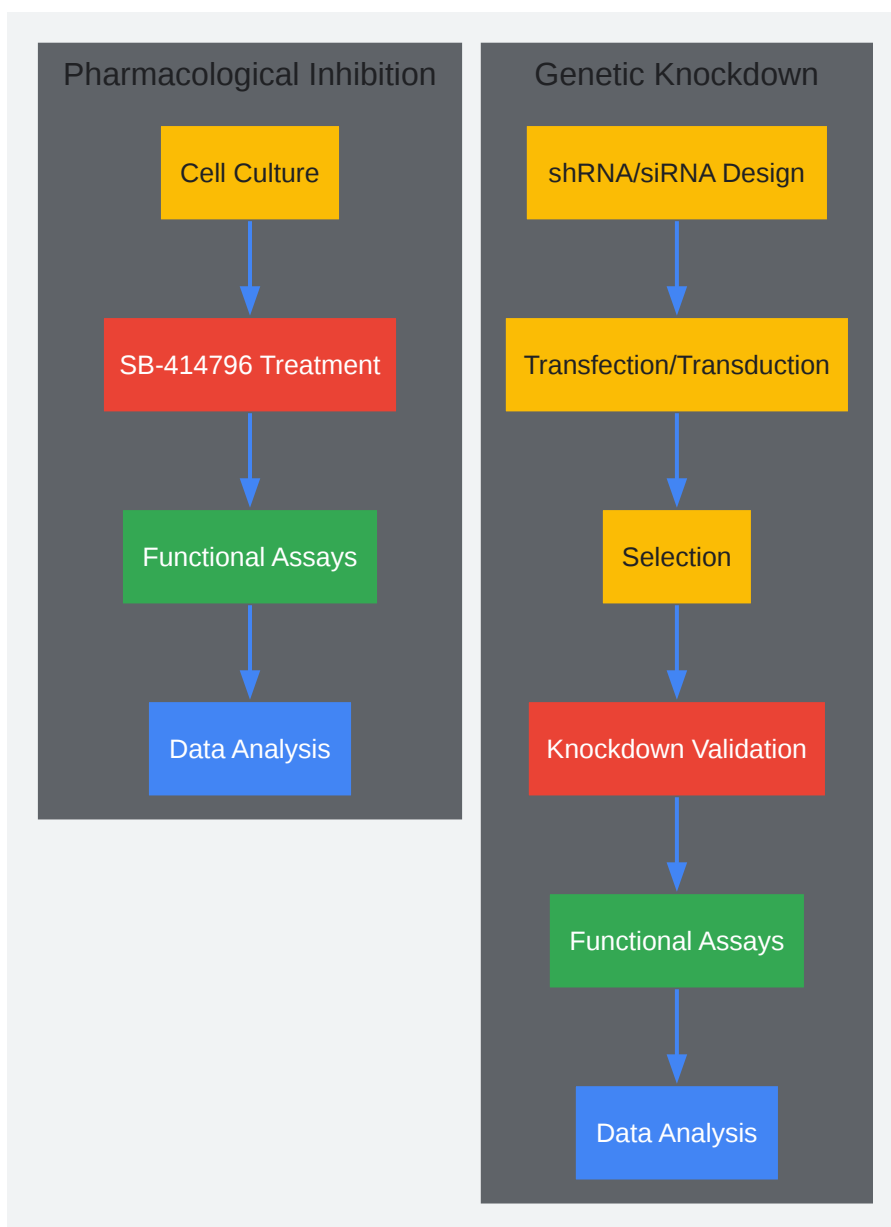 Pharmacological Inhibition
Cell Culture
SB-414796 Treatment
Functional Assays
Data Analysis
Genetic Knockdown
shRNA/siRNA Design
Transfection/Transduction
Selection
Knockdown Validation
Functional Assays
Data Analysis